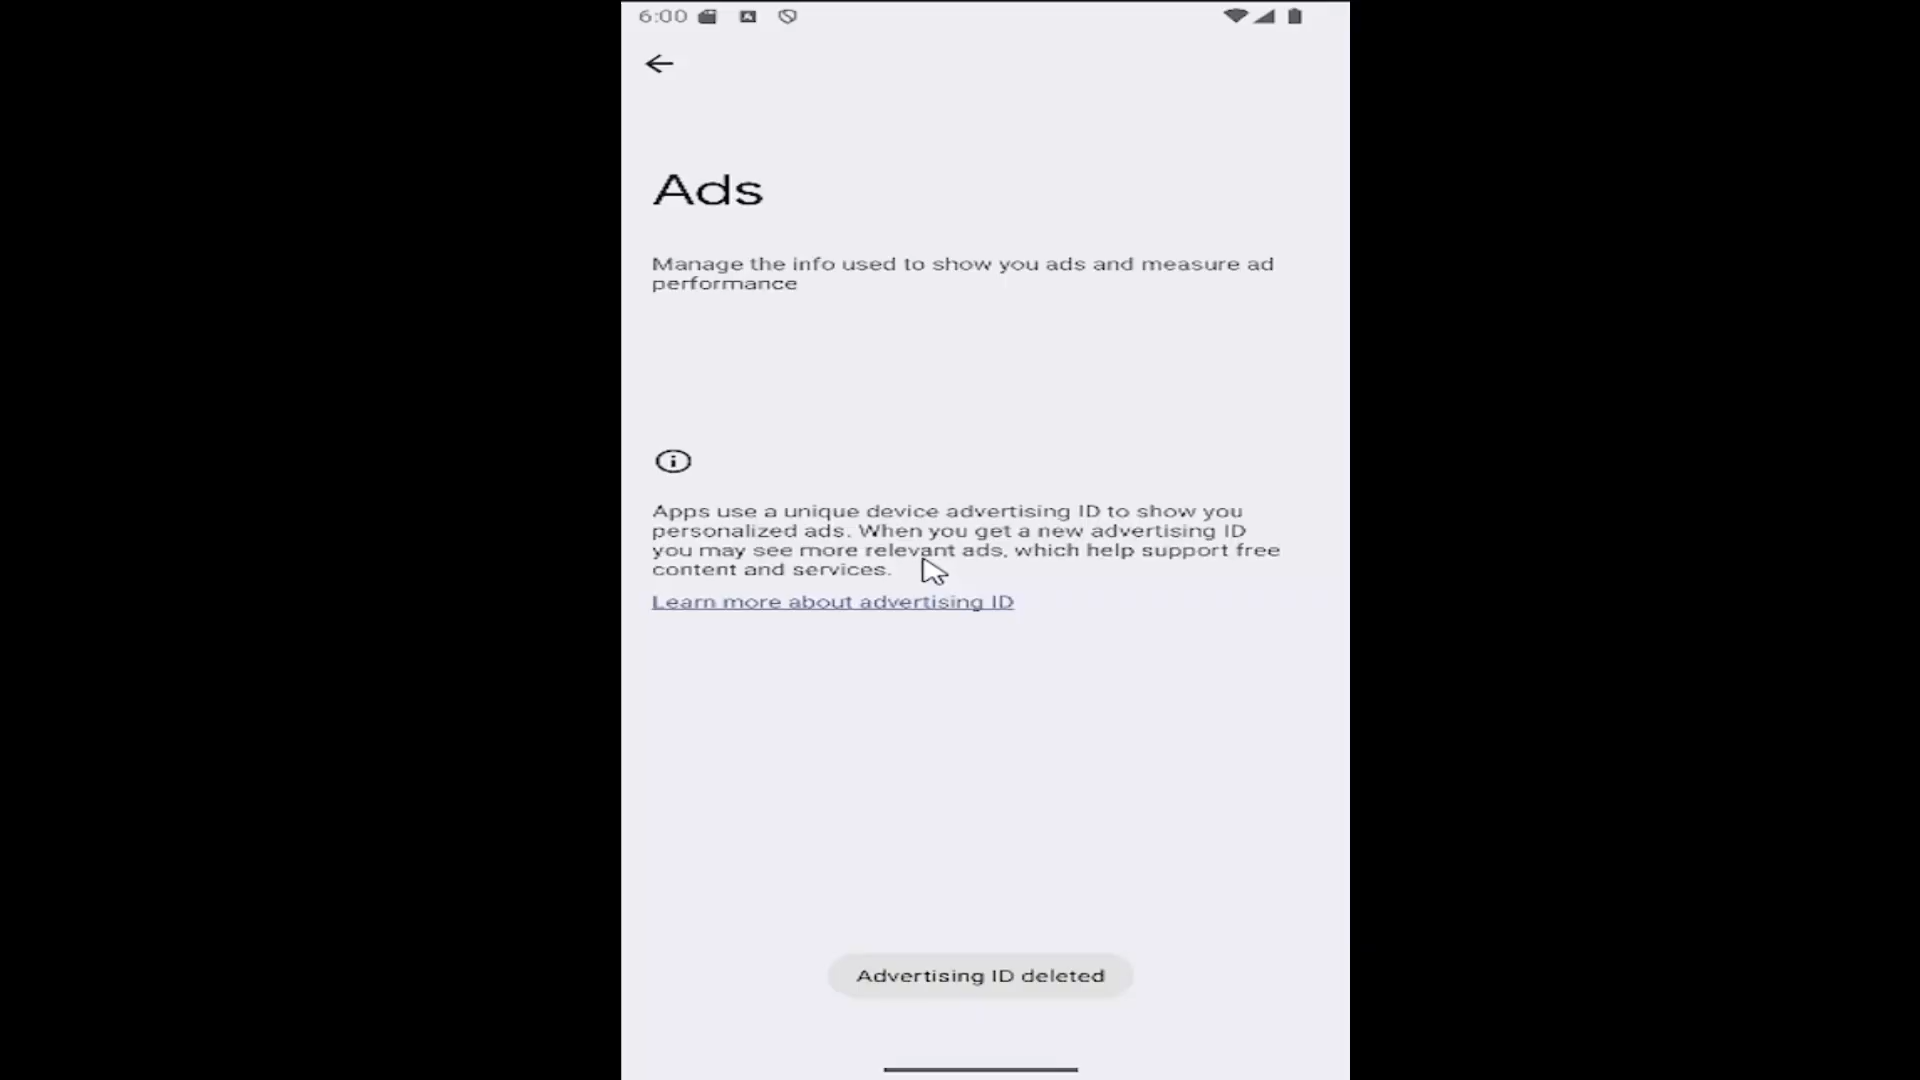 6:00
Ads
Manage the info used to show you ads and measure ad
performance
Apps use a unique device advertising ID to show you
personalized ads. When you get a new advertising ID
you may see more relevant ads, which help support free
content and services.
Learn more about advertising ID
Advertising ID deleted